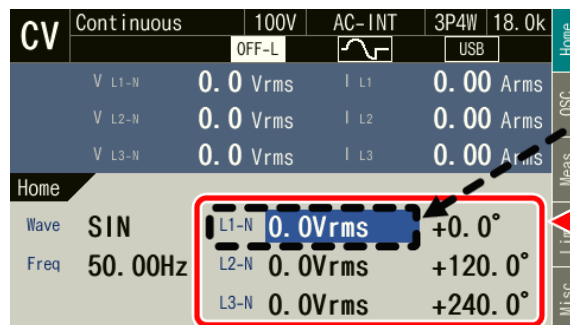 CV Continuous 100V AC-INT 3P4W 18.0k
OFF-L USB
V L1-N 0.0 Vrms I L1 0.00 Arms
V L2-N 0.0 Vrms I L2 0.00 Arms
V L3-N 0.0 Vrms I L3 0.00 Arms
Home
Wave SIN L1-N 0.0Vrms +0.0°
Freq 50.00Hz L2-N 0.0Vrms +120.0°
L3-N 0.0Vrms +240.0°
Home
OSC
Meas
Misc